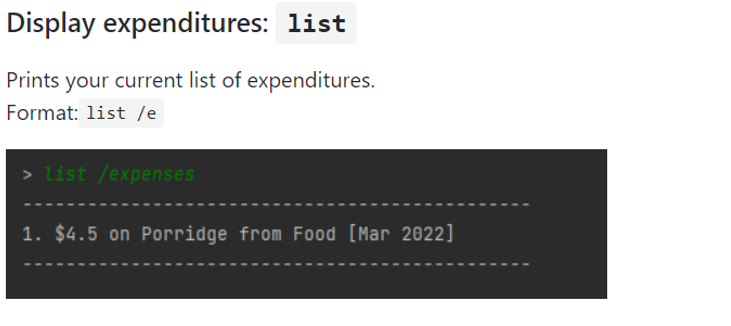 Display expenditures: list
Prints your current list of expenditures.
Format: list /e
> list /expenses
-----------------------------------------------
1. $4.5 on Porridge from Food [Mar 2022]
-----------------------------------------------